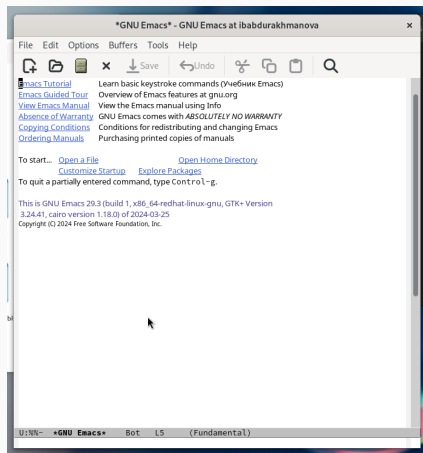 *GNU Emacs* - GNU Emacs at ibabdurakhmanova
File Edit Options Buffers Tools Help
Save Undo
Emacs Tutorial Learn basic keystroke commands (Учебник Emacs)
Emacs Guided Tour Overview of Emacs features at gnu.org
View Emacs Manual View the Emacs manual using Info
Absence of Warranty GNU Emacs comes with ABSOLUTELY NO WARRANTY
Copying Conditions Conditions for redistributing and changing Emacs
Ordering Manuals Purchasing printed copies of manuals
To start... Open a File Open Home Directory
Customize Startup Explore Packages
To quit a partially entered command, type Control-g.
This is GNU Emacs 29.3 (build 1, x86_64-redhat-linux-gnu, GTK+ Version
3.24.41, cairo version 1.18.0) of 2024-03-25
Copyright (C) 2024 Free Software Foundation, Inc.
U:%%- *GNU Emacs* Bot L5 (Fundamental)